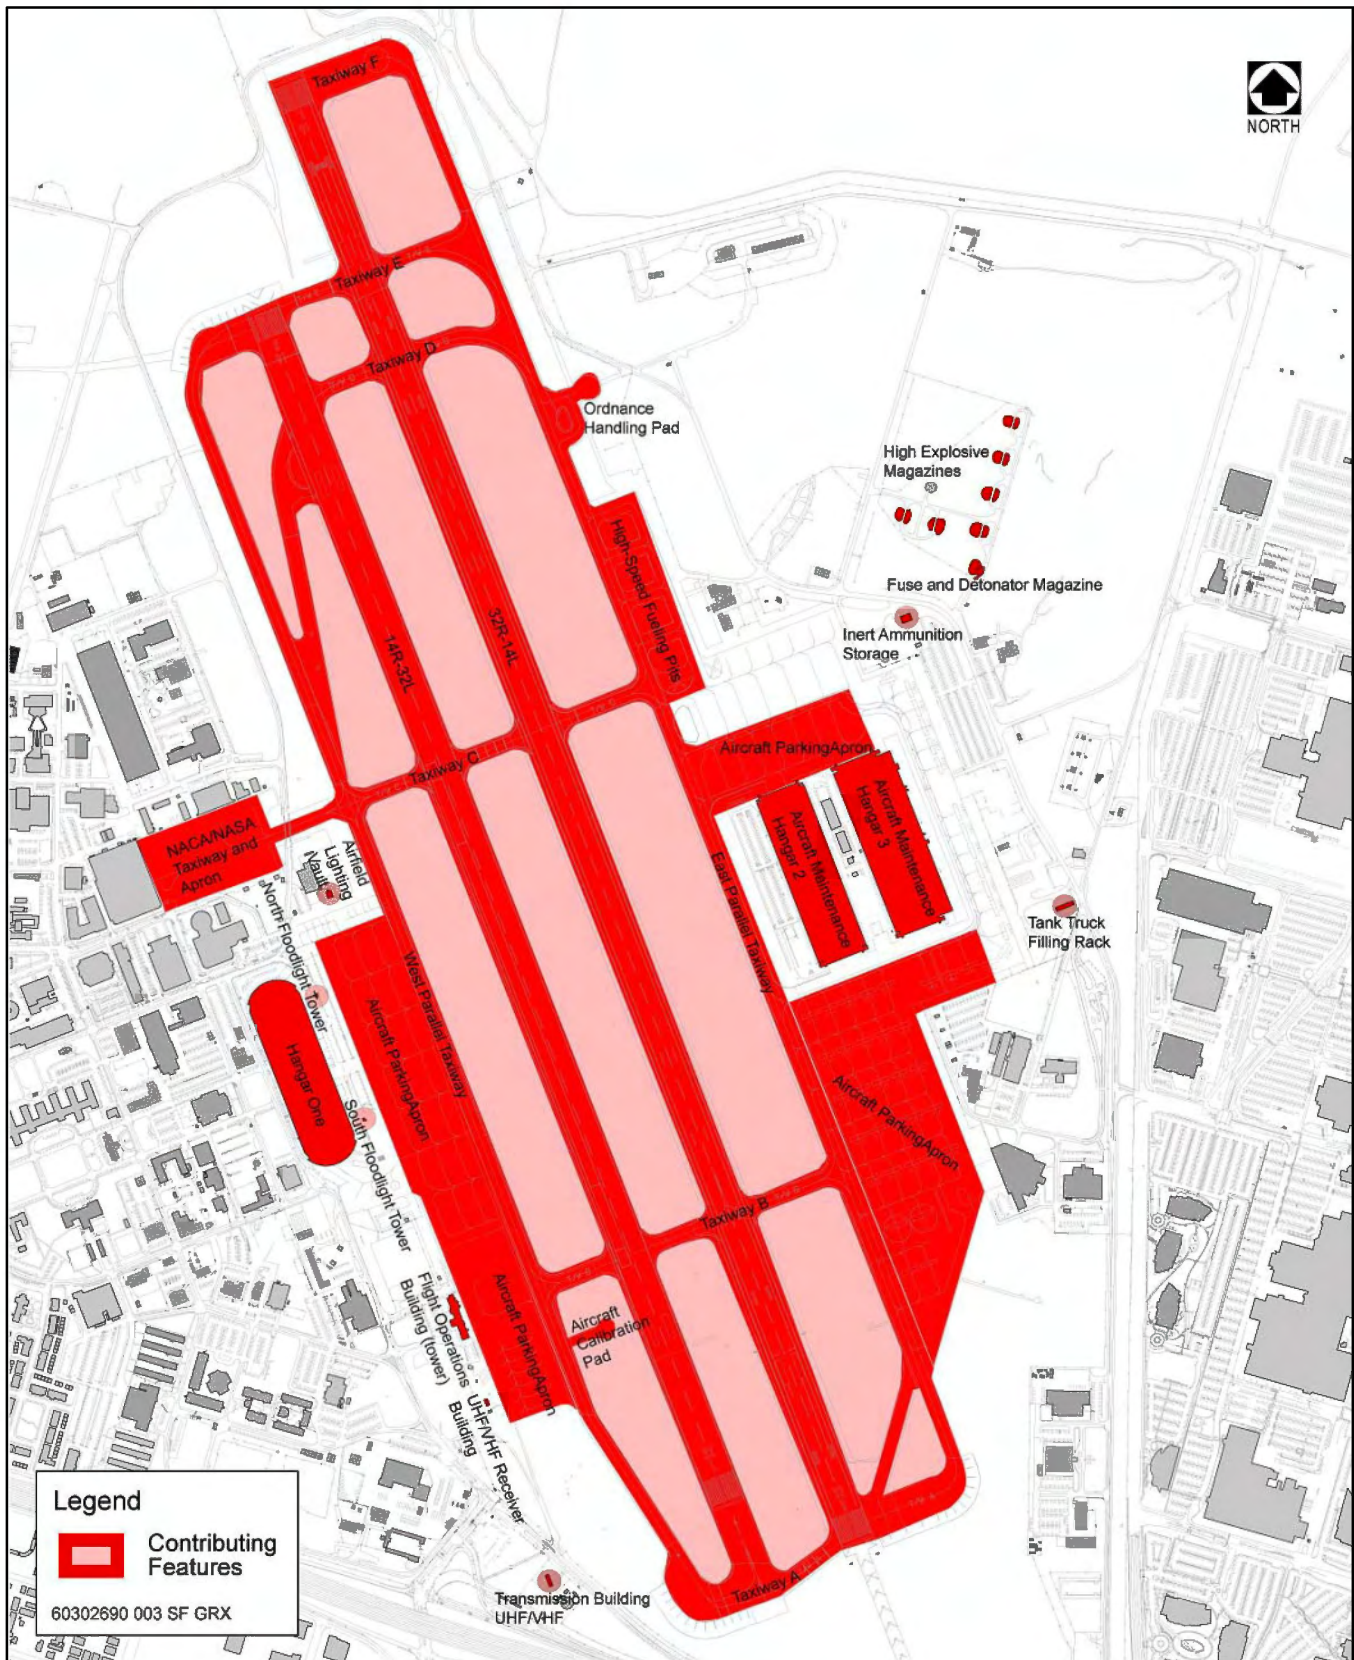 Taxiway F
NORTH
Taxiway E
Taxiway D
Ordnance
Handling Pad
High Explosive
Magazines
High-Speed Fueling Pits
Fuse and Detonator Magazine
32R-14L
14R-32L
Inert Ammunition
Storage
Taxiway C
Aircraft ParkingApron
Aircraft Maintenance
Hangar 3
Aircraft Maintenance
Hangar 2
NACA/NASA
Taxiway and
Apron
Airfield
Lighting
Vault
East Parallel Taxiway
Tank Truck
Filling Rack
North Floodlight Tower
West Parallel Taxiway
Aircraft ParkingApron
Hangar One
South Floodlight Tower
Aircraft ParkingApron
Taxiway B
Flight Operations
Building (tower)
Aircraft ParkingApron
Aircraft
Calibration
Pad
UHF/VHF Receiver
Building
Transmission Building
UHF/VHF
Taxiway A
Legend
Contributing
Features
60302690 003 SF GRX